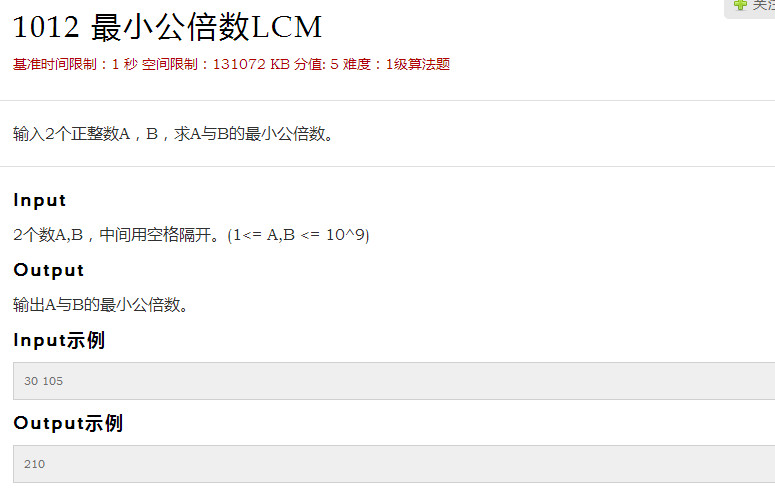 关注
1012 最小公倍数LCM
基准时间限制：1 秒 空间限制：131072 KB 分值: 5 难度：1级算法题
输入2个正整数A，B，求A与B的最小公倍数。
Input
2个数A,B，中间用空格隔开。(1<= A,B <= 10^9)
Output
输出A与B的最小公倍数。
Input示例
30 105
Output示例
210